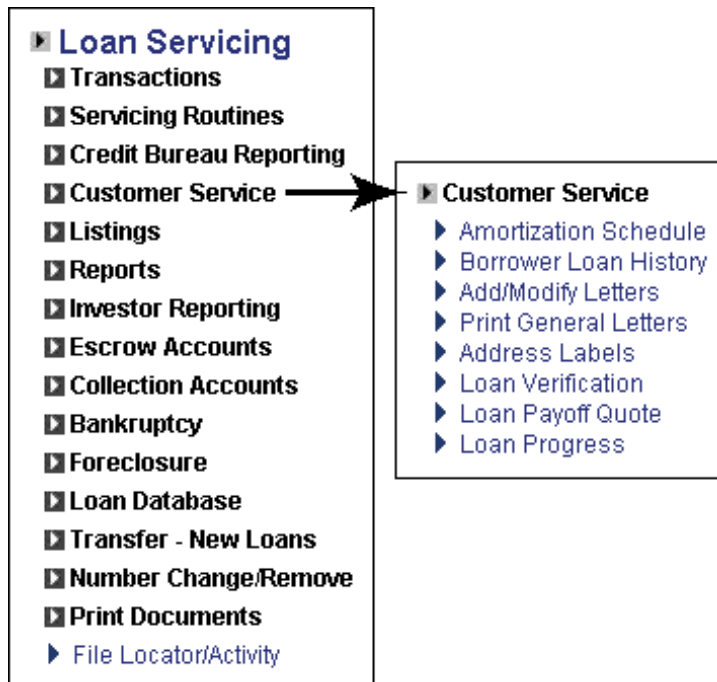 Loan Servicing
Transactions
Servicing Routines
Credit Bureau Reporting
Customer Service
Listings
Reports
Investor Reporting
Escrow Accounts
Collection Accounts
Bankruptcy
Foreclosure
Loan Database
Transfer - New Loans
Number Change/Remove
Print Documents
File Locator/Activity
Customer Service
Amortization Schedule
Borrower Loan History
Add/Modify Letters
Print General Letters
Address Labels
Loan Verification
Loan Payoff Quote
Loan Progress